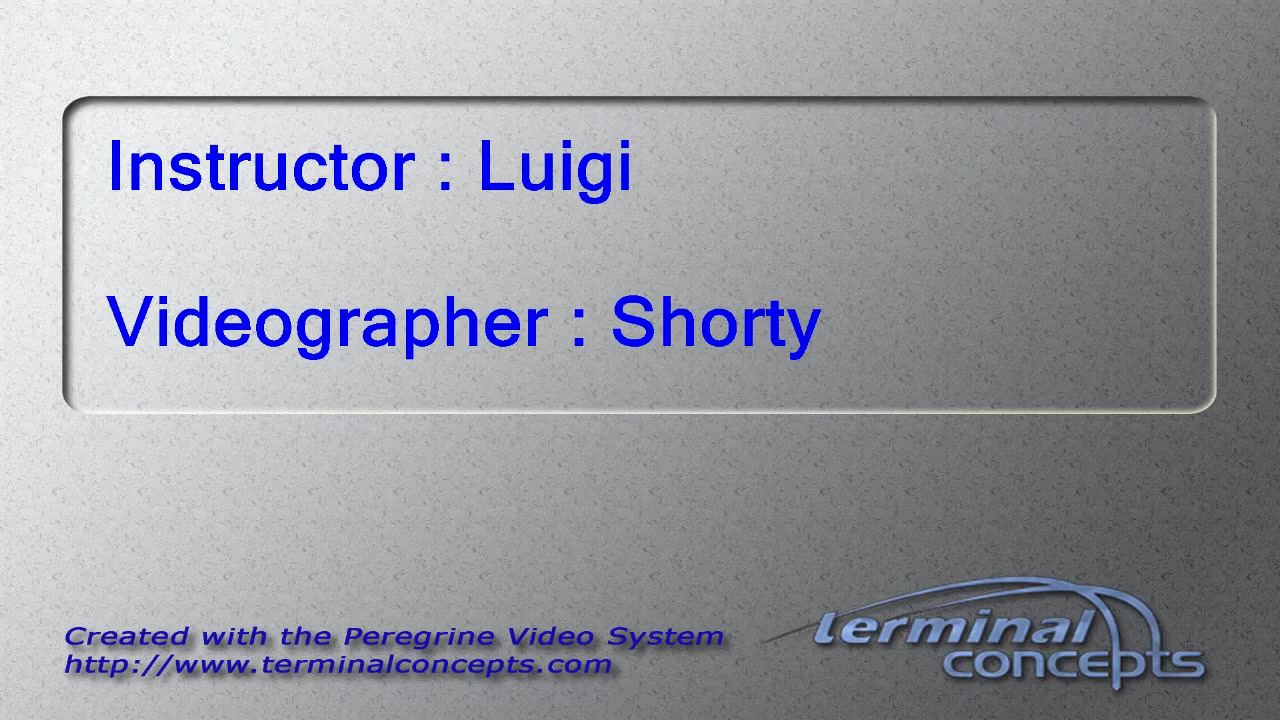 Instructor : Luigi
Videographer : Shorty
Created with the Peregrine Video System
http://www.terminalconcepts.com
terminal
concepts